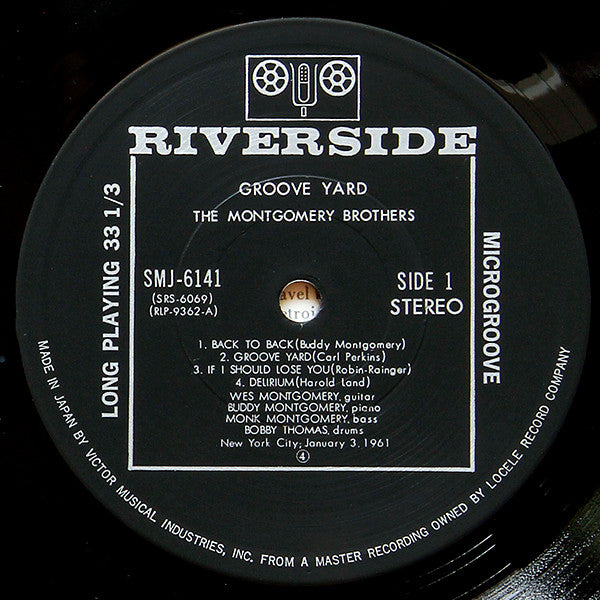 RIVERSIDE
GROOVE YARD
THE MONTGOMERY BROTHERS
LONG PLAYING 33 1/3
MICROGROOVE
SMJ-6141
(SRS-6069)
(RLP-9362-A)
SIDE 1
STEREO
1. BACK TO BACK(Buddy Montgomery)
2. GROOVE YARD(Carl Perkins)
3. IF I SHOULD LOSE YOU(Robin-Rainger)
4. DELIRIUM(Harold Land)
WES MONTGOMERY, guitar
BUDDY MONTGOMERY, piano
MONK MONTGOMERY, bass
BOBBY THOMAS, drums
New York City; January 3, 1961
④
MADE IN JAPAN BY VICTOR MUSICAL INDUSTRIES, INC. FROM A MASTER RECORDING OWNED BY LOCELE RECORD COMPANY